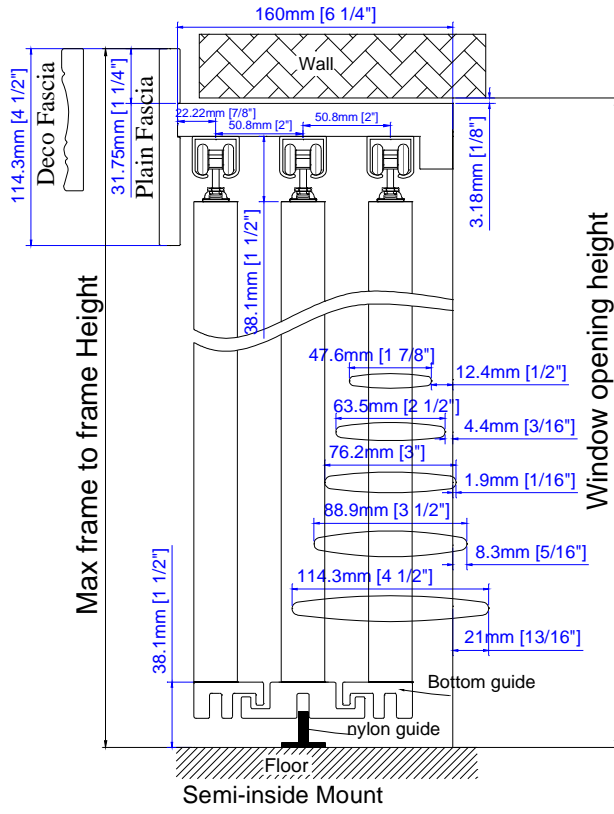 160mm [6 1/4"]
Wall
114.3mm [4 1/2"]
Deco Fascia
31.75mm [1 1/4"]
Plain Fascia
22.22mm [7/8"]
50.8mm [2"]
50.8mm [2"]
3.18mm [1/8"]
38.1mm [1 1/2"]
Max frame to frame Height
Window opening height
47.6mm [1 7/8"]
12.4mm [1/2"]
63.5mm [2 1/2"]
4.4mm [3/16"]
76.2mm [3"]
1.9mm [1/16"]
88.9mm [3 1/2"]
8.3mm [5/16"]
114.3mm [4 1/2"]
21mm [13/16"]
38.1mm [1 1/2"]
Bottom guide
nylon guide
Floor
Semi-inside Mount